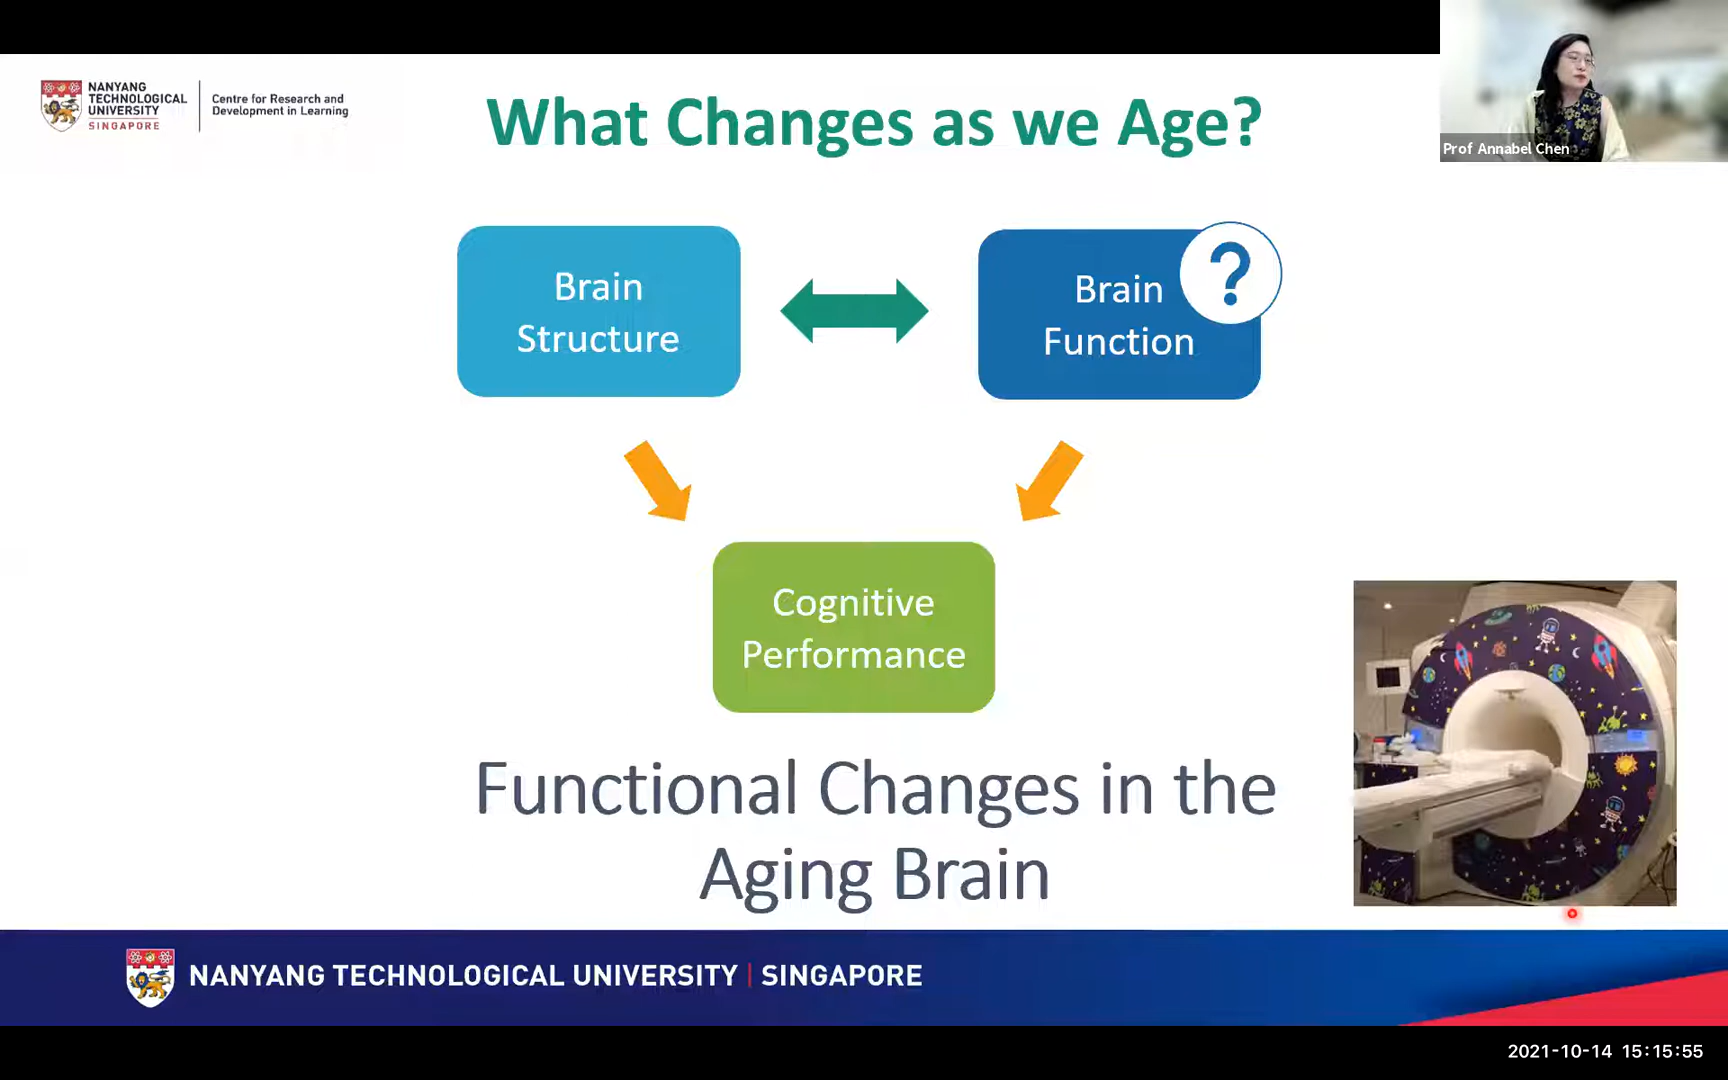 NANYANG
TECHNOLOGICAL
UNIVERSITY
SINGAPORE
Centre for Research and
Development in Learning
What Changes as we Age?
Prof Annabel Chen
Brain
Structure
Brain
Function
?
Cognitive
Performance
Functional Changes in the
Aging Brain
NANYANG TECHNOLOGICAL UNIVERSITY | SINGAPORE
2021-10-14 15:15:55